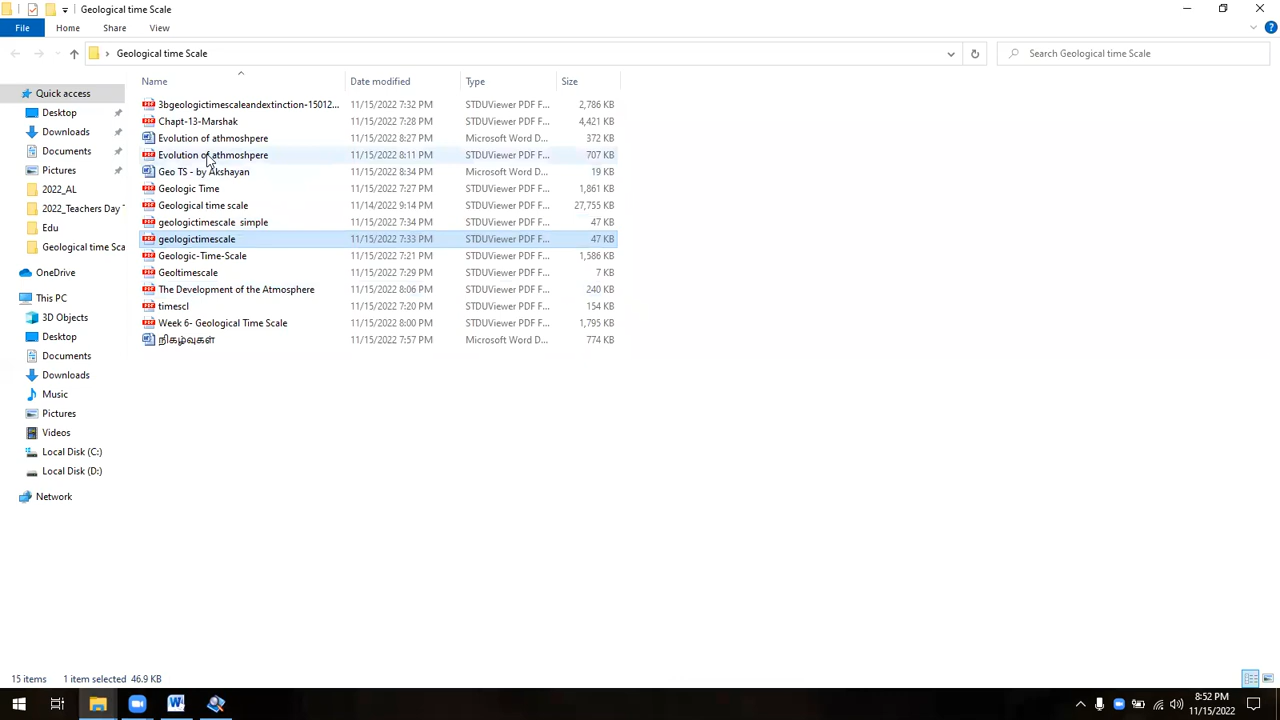 Geological time Scale
File Home Share View
Geological time Scale
Search Geological time Scale
Name Date modified Type Size
3bgeologictimescaleandextinction-15012... 11/15/2022 7:32 PM STDUViewer PDF F... 2,786 KB
Chapt-13-Marshak 11/15/2022 7:28 PM STDUViewer PDF F... 4,421 KB
Evolution of athmoshpere 11/15/2022 8:27 PM Microsoft Word D... 372 KB
Evolution of athmoshpere 11/15/2022 8:11 PM STDUViewer PDF F... 707 KB
Geo TS - by Akshayan 11/15/2022 8:34 PM Microsoft Word D... 19 KB
Geologic Time 11/15/2022 7:27 PM STDUViewer PDF F... 1,861 KB
Geological time scale 11/14/2022 9:14 PM STDUViewer PDF F... 27,755 KB
geologictimescale simple 11/15/2022 7:34 PM STDUViewer PDF F... 47 KB
geologictimescale 11/15/2022 7:33 PM STDUViewer PDF F... 47 KB
Geologic-Time-Scale 11/15/2022 7:21 PM STDUViewer PDF F... 1,586 KB
Geoltimescale 11/15/2022 7:29 PM STDUViewer PDF F... 7 KB
The Development of the Atmosphere 11/15/2022 8:06 PM STDUViewer PDF F... 240 KB
timescl 11/15/2022 7:20 PM STDUViewer PDF F... 154 KB
Week 6- Geological Time Scale 11/15/2022 8:00 PM STDUViewer PDF F... 1,795 KB
நிகழ்வுகள் 11/15/2022 7:57 PM Microsoft Word D... 774 KB
Quick access
Desktop
Downloads
Documents
Pictures
2022_AL
2022_Teachers Day
Edu
Geological time Sca
OneDrive
This PC
3D Objects
Desktop
Documents
Downloads
Music
Pictures
Videos
Local Disk (C:)
Local Disk (D:)
Network
15 items 1 item selected 46.9 KB
8:52 PM
11/15/2022